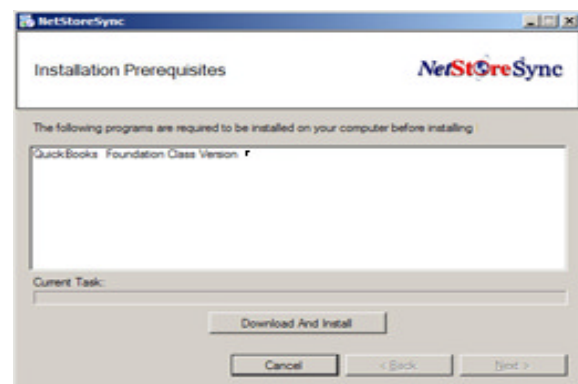 NetStoreSync
Installation Prerequisites
NetStoreSync
The following programs are required to be installed on your computer before installing
QuickBooks Foundation Class Version
Current Task:
Download And Install
Cancel
< Back
Next >